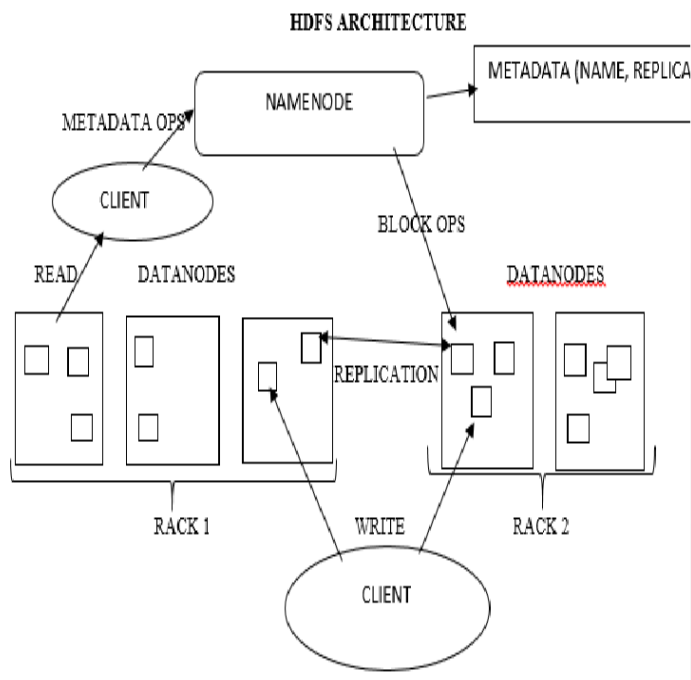 HDFS ARCHITECTURE
METADATA (NAME, REPLICA
NAMENODE
METADATA OPS
CLIENT
BLOCK OPS
READ
DATANODES
DATANODES
REPLICATION
RACK 1
WRITE
RACK 2
CLIENT